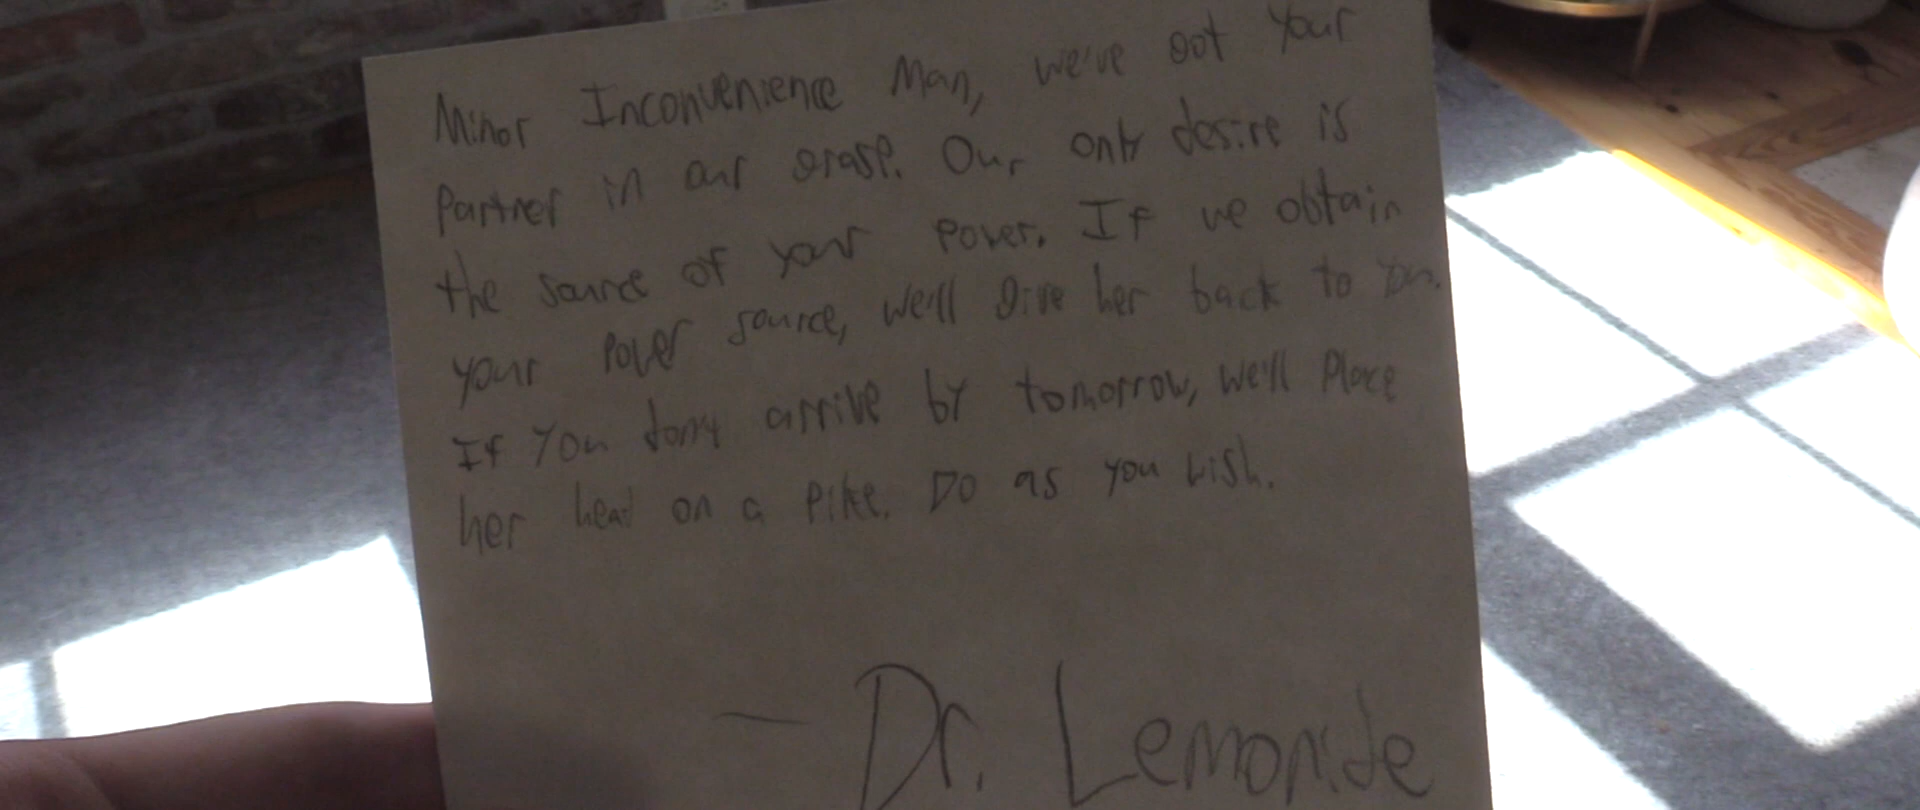 Minor Inconvenience Man, we've got your
partner in our grasp. Our only desire is
the source of your power. If we obtain
your power source, we'll give her back to you.
If you don't arrive by tomorrow, we'll place
her head on a pike. Do as you wish.
— Dr. Lemonide